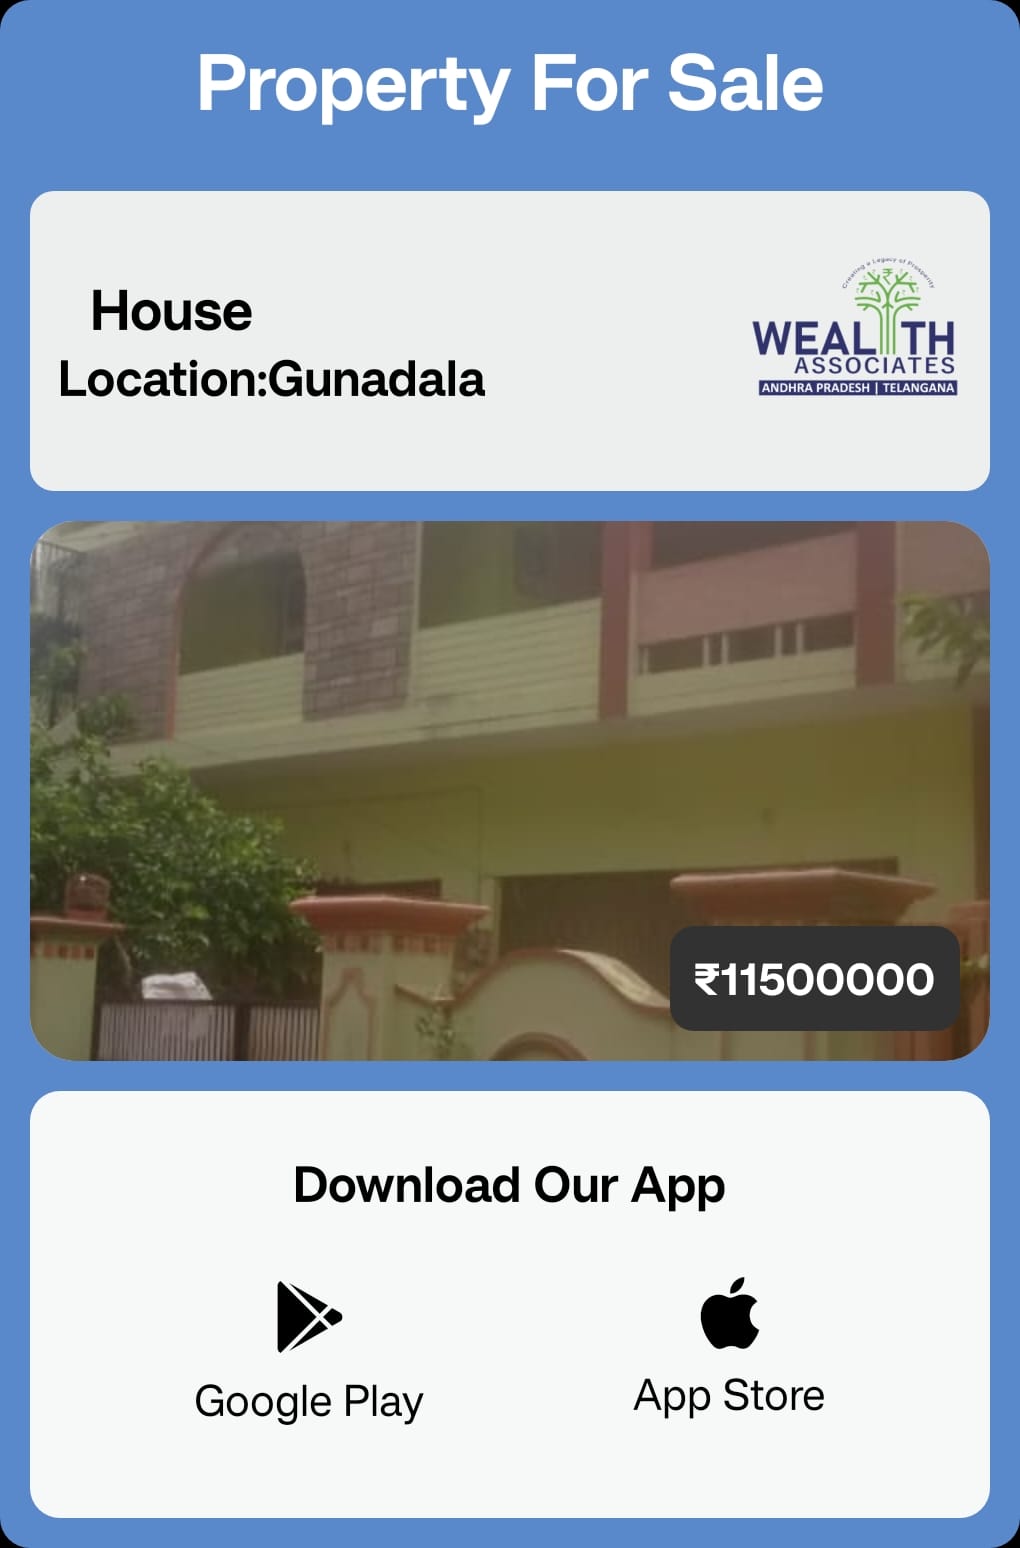 Property For Sale
House
Location:Gunadala
Creating a Legacy of Prosperity
WEALTH
ASSOCIATES
ANDHRA PRADESH | TELANGANA
₹11500000
Download Our App
Google Play
App Store